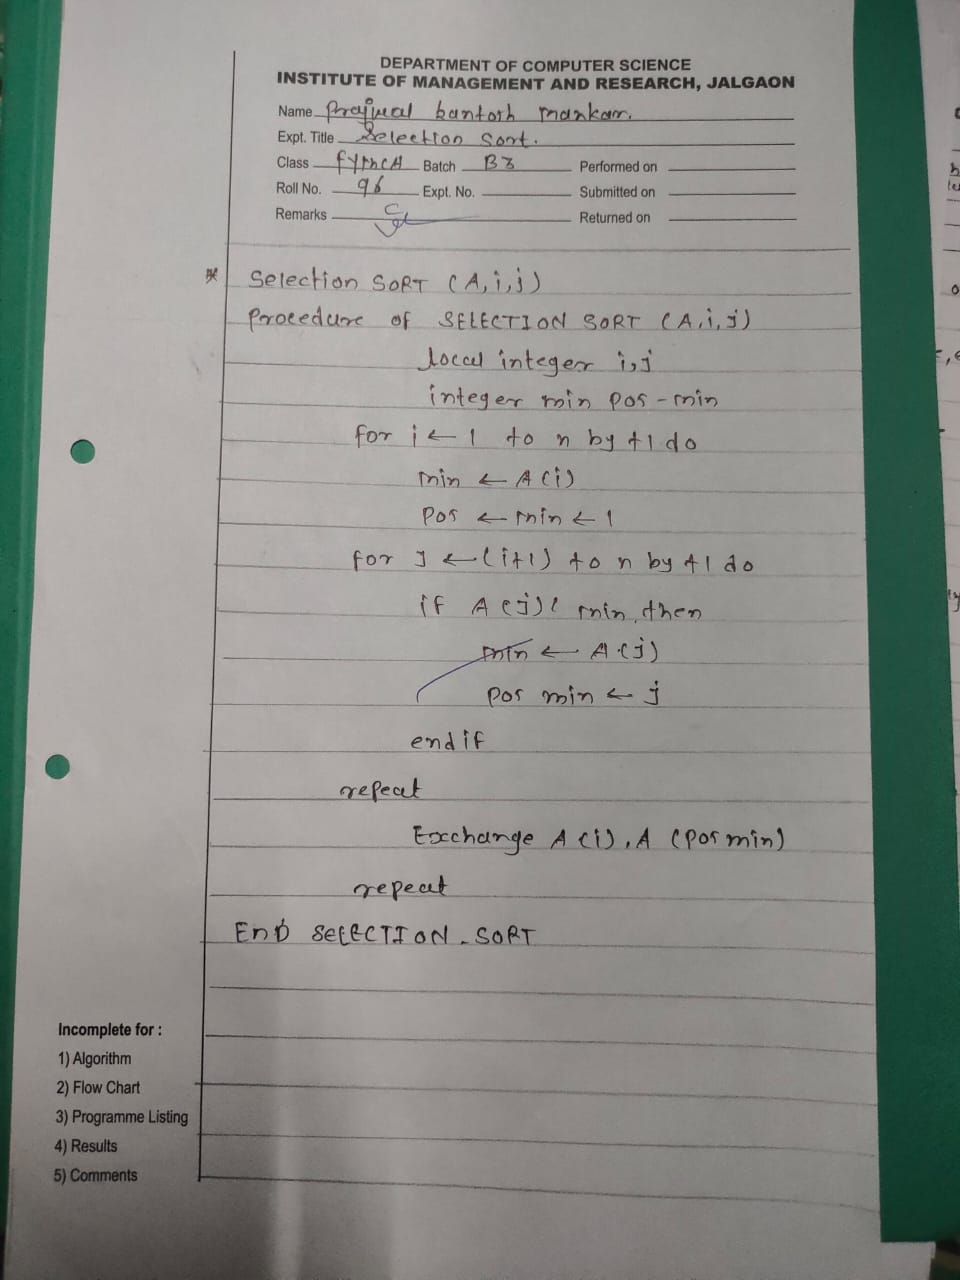 DEPARTMENT OF COMPUTER SCIENCE
INSTITUTE OF MANAGEMENT AND RESEARCH, JALGAON
Name Prajwal Santosh Mankar.
Expt. Title Selection Sort.
Class FYMCA Batch B3 Performed on
Roll No. 96 Expt. No. Submitted on
Remarks Returned on
* Selection SORT (A,i,j)
Procedure of SELECTION SORT (A,i,j)
local integer i,j
integer min pos-min
for i ← 1 to n by +1 do
min ← A(i)
pos ← min ← 1
for J ← (i+1) to n by +1 do
if A(j) < min, then
min ← A(j)
pos min ← j
endif
repeat
Exchange A(i), A (pos min)
repeat
END SELECTION-SORT
Incomplete for :
1) Algorithm
2) Flow Chart
3) Programme Listing
4) Results
5) Comments